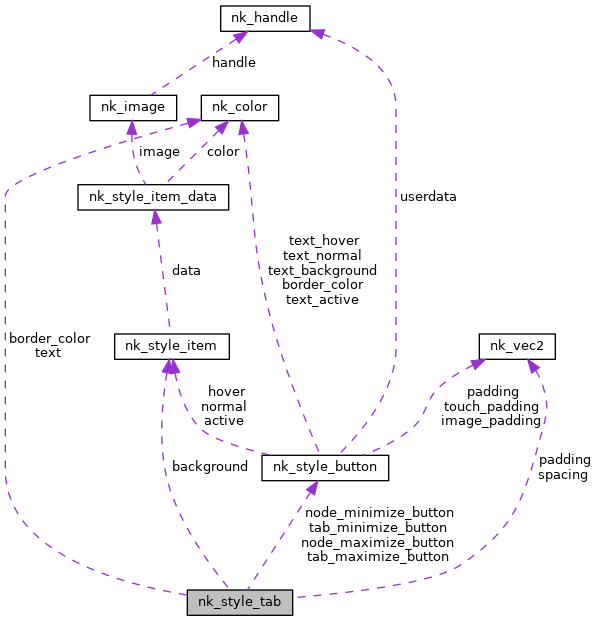 nk_handle
handle
nk_image
nk_color
image
color
nk_style_item_data
userdata
text_hover
text_normal
text_background
border_color
text_active
data
border_color
text
nk_style_item
nk_vec2
hover
normal
active
padding
touch_padding
image_padding
background
nk_style_button
padding
spacing
node_minimize_button
tab_minimize_button
node_maximize_button
tab_maximize_button
nk_style_tab